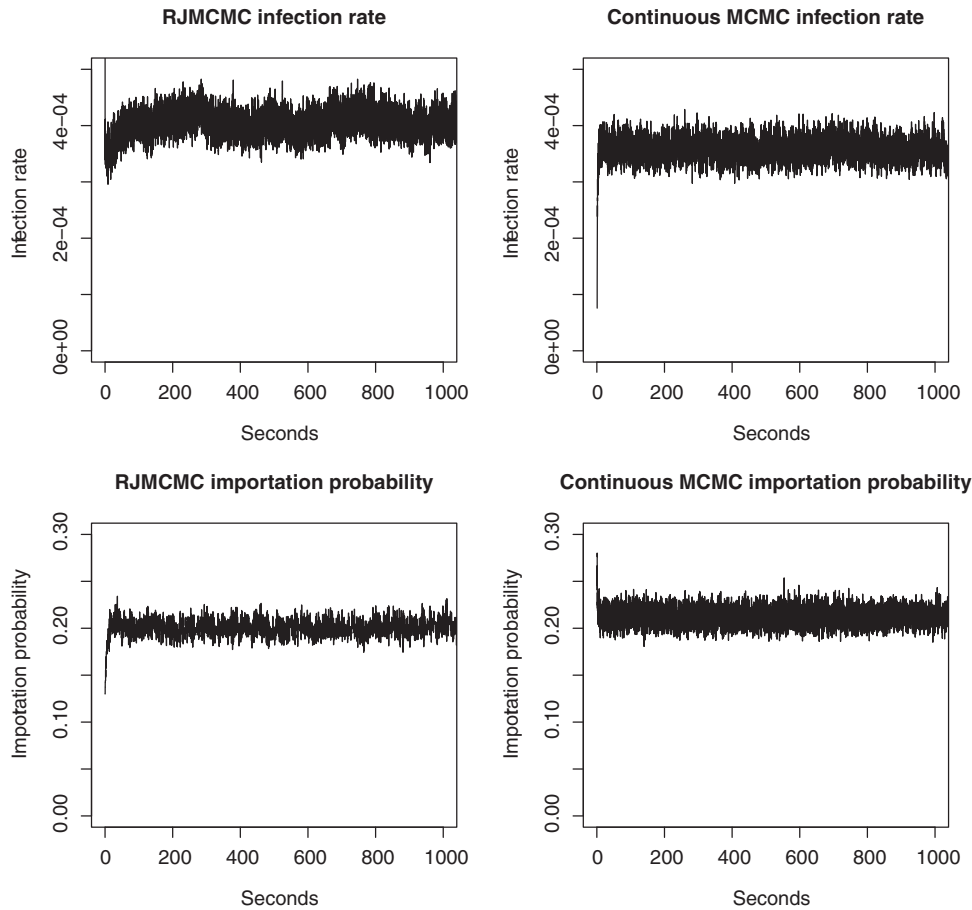 RJMCMC infection rate
Infection rate
4e−04
2e−04
0e+00
0 200 400 600 800 1000
Seconds
Continuous MCMC infection rate
Infection rate
4e−04
2e−04
0e+00
0 200 400 600 800 1000
Seconds
RJMCMC importation probability
Impotation probability
0.30
0.20
0.10
0.00
0 200 400 600 800 1000
Seconds
Continuous MCMC importation probability
Impotation probability
0.30
0.20
0.10
0.00
0 200 400 600 800 1000
Seconds